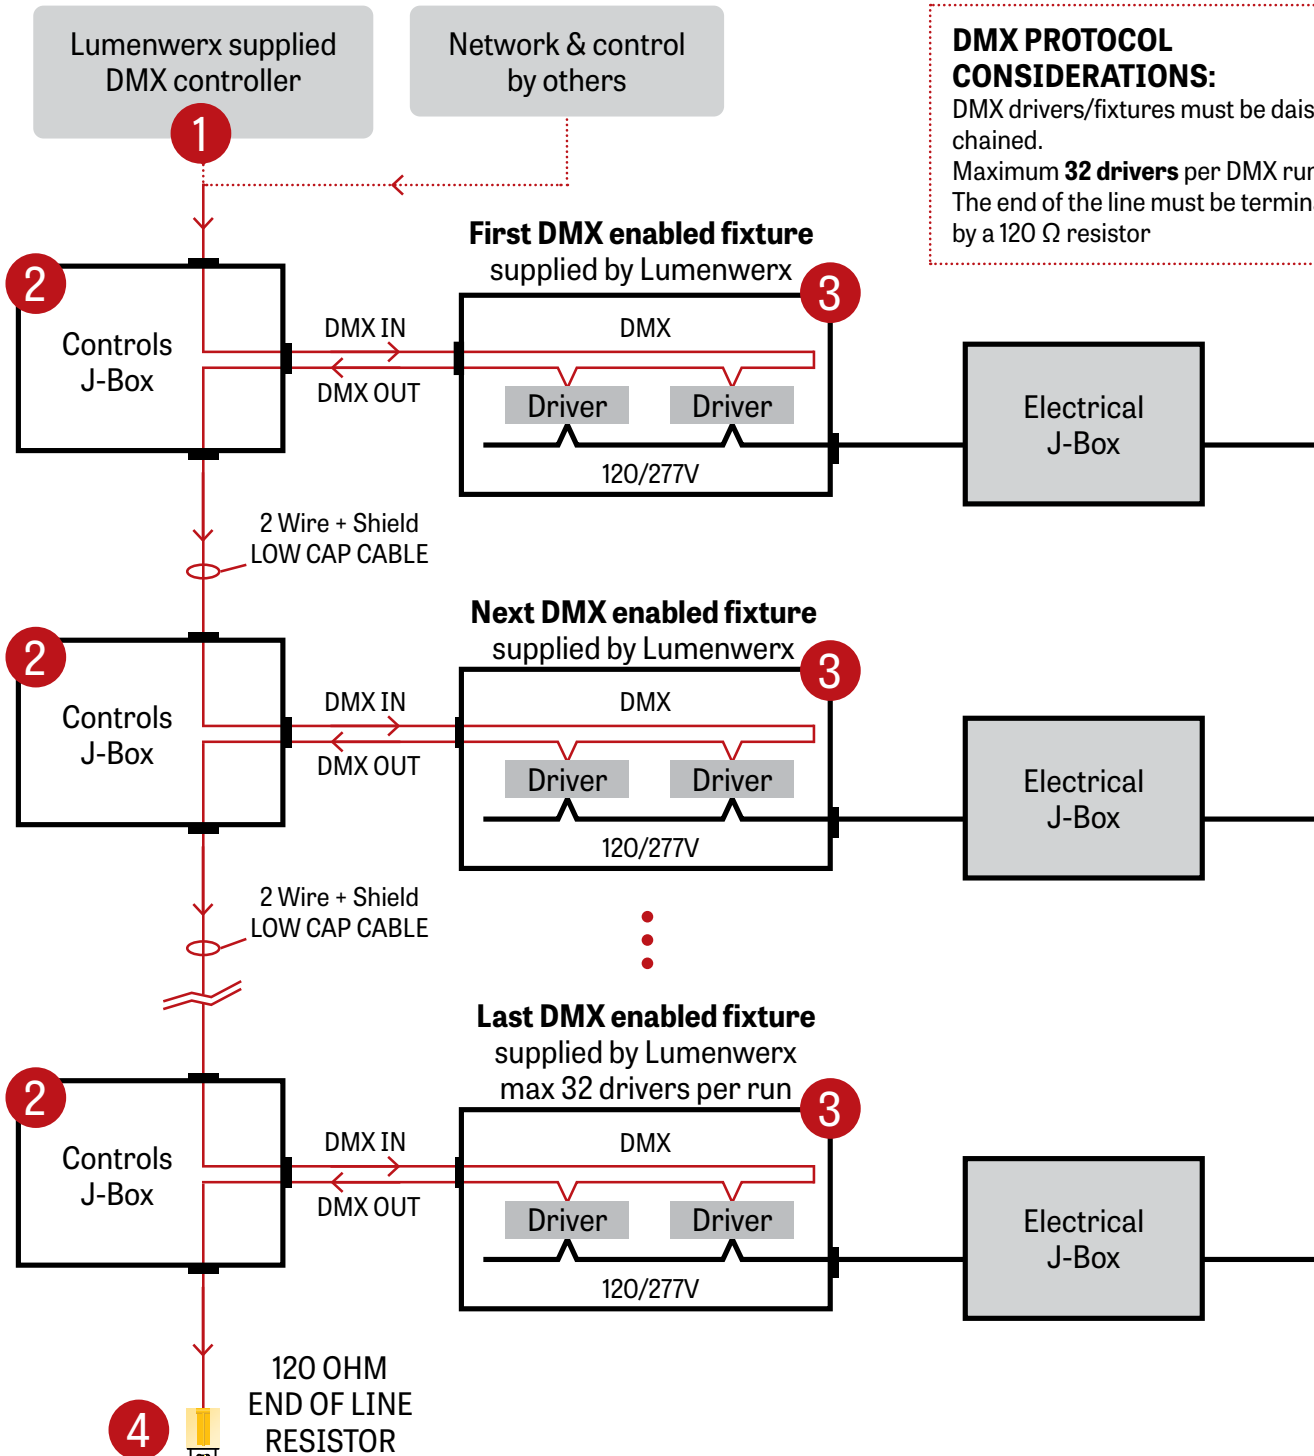 Lumenwerx supplied
DMX controller
Network & control
by others
1
DMX PROTOCOL
CONSIDERATIONS:
DMX drivers/fixtures must be dais
chained.
Maximum 32 drivers per DMX run
The end of the line must be termina
by a 120 Ω resistor
First DMX enabled fixture
supplied by Lumenwerx
2
Controls
J-Box
DMX IN
DMX OUT
3
DMX
Driver
Driver
120/277V
Electrical
J-Box
2 Wire + Shield
LOW CAP CABLE
Next DMX enabled fixture
supplied by Lumenwerx
2
Controls
J-Box
DMX IN
DMX OUT
3
DMX
Driver
Driver
120/277V
Electrical
J-Box
2 Wire + Shield
LOW CAP CABLE
Last DMX enabled fixture
supplied by Lumenwerx
max 32 drivers per run
2
Controls
J-Box
DMX IN
DMX OUT
3
DMX
Driver
Driver
120/277V
Electrical
J-Box
4
120 OHM
END OF LINE
RESISTOR